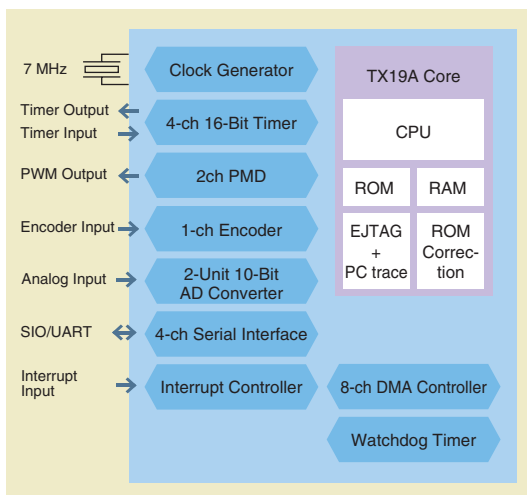 7 MHz
Clock Generator
Timer Output
Timer Input
4-ch 16-Bit Timer
PWM Output
2ch PMD
Encoder Input
1-ch Encoder
Analog Input
2-Unit 10-Bit
AD Converter
SIO/UART
4-ch Serial Interface
Interrupt
Input
Interrupt Controller
TX19A Core
CPU
ROM
RAM
EJTAG
+
PC trace
ROM
Correc-
tion
8-ch DMA Controller
Watchdog Timer